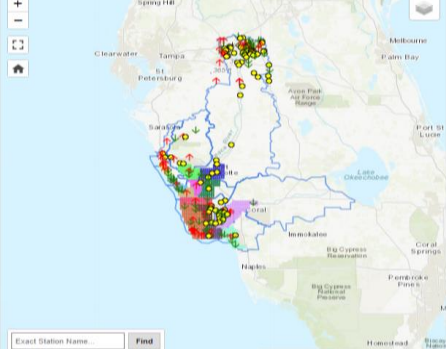 Spring Hill
Melbourne
Clearwater
Tampa
Palm Bay
St.
Petersburg
Avon Park
Air Force
Range
Port St
Lucie
Lake
Okeechobee
Immokalee
Big Cypress
Reservation
Coral
Springs
Naples
Pembroke
Pines
Big Cypress
National
Preserve
Homestead
Exact Station Name...
Find